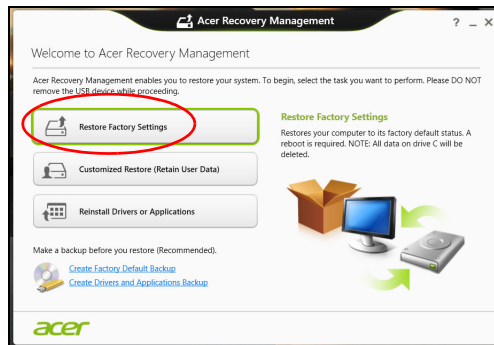 Acer Recovery Management
? _ X
Welcome to Acer Recovery Management
Acer Recovery Management enables you to restore your system. To begin, select the task you want to perform. Please DO NOT
remove the USB device while proceeding.
Restore Factory Settings
Customized Restore (Retain User Data)
Reinstall Drivers or Applications
Restore Factory Settings
Restores your computer to its factory default status. A
reboot is required. NOTE: All data on drive C will be
deleted.
Make a backup before you restore (Recommended).
Create Factory Default Backup
Create Drivers and Applications Backup
acer